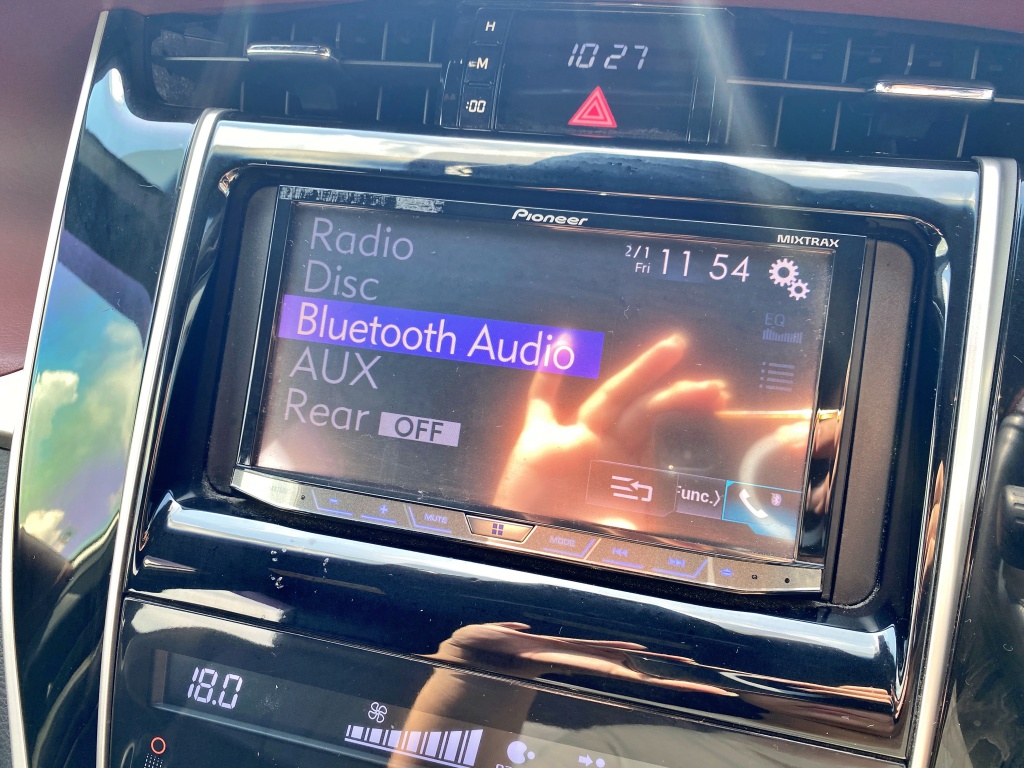 H
M
:00
10 27
Pioneer
MIXTRAX
Radio
2/1
Fri
11 54
Disc
EQ
Bluetooth Audio
AUX
Rear OFF
Func.
MUTE
MODE
18.0